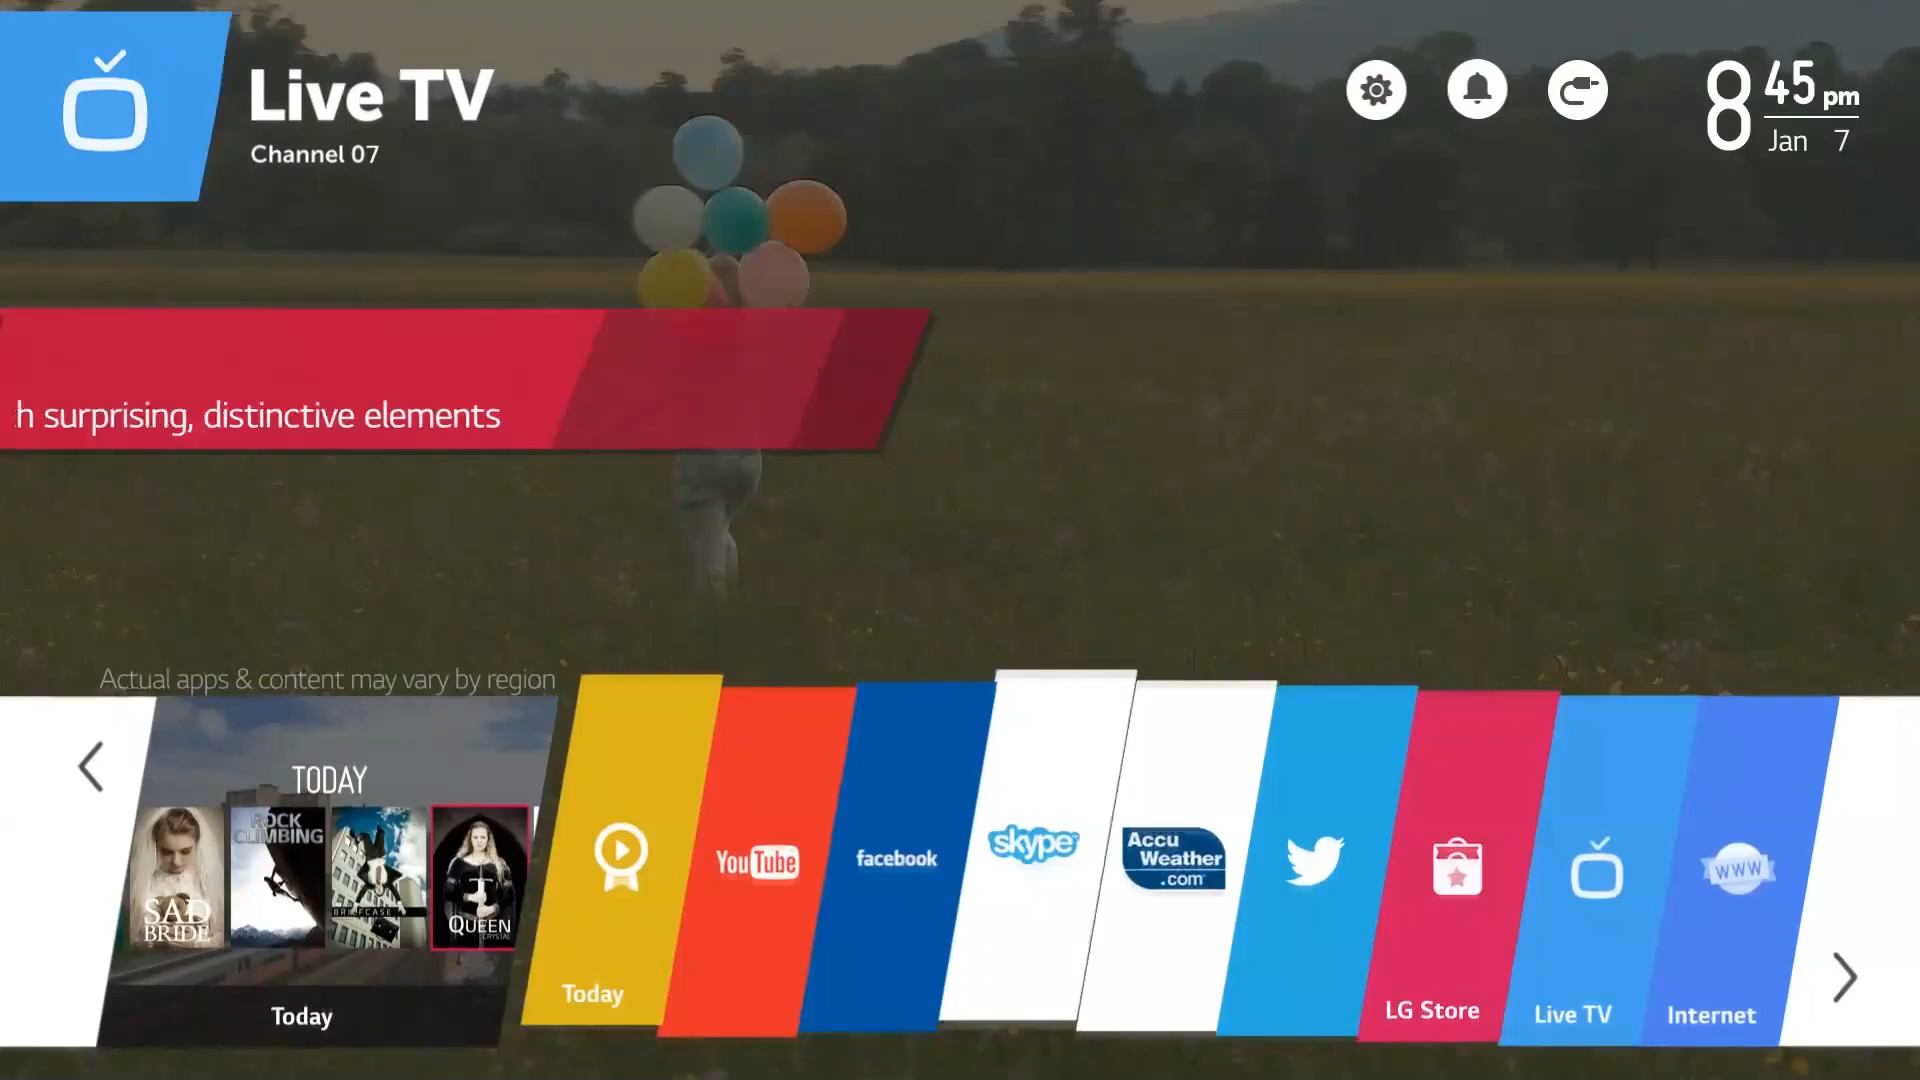 Live TV
Channel 07
8 45 pm
Jan 7
h surprising, distinctive elements
Actual apps & content may vary by region
TODAY
SAD BRIDE
ROCK CLIMBING
BRIEFCASE
QUEEN
CRYSTAL
Today
Today
YouTube
facebook
skype
Accu
Weather
.com
LG Store
Live TV
www
Internet